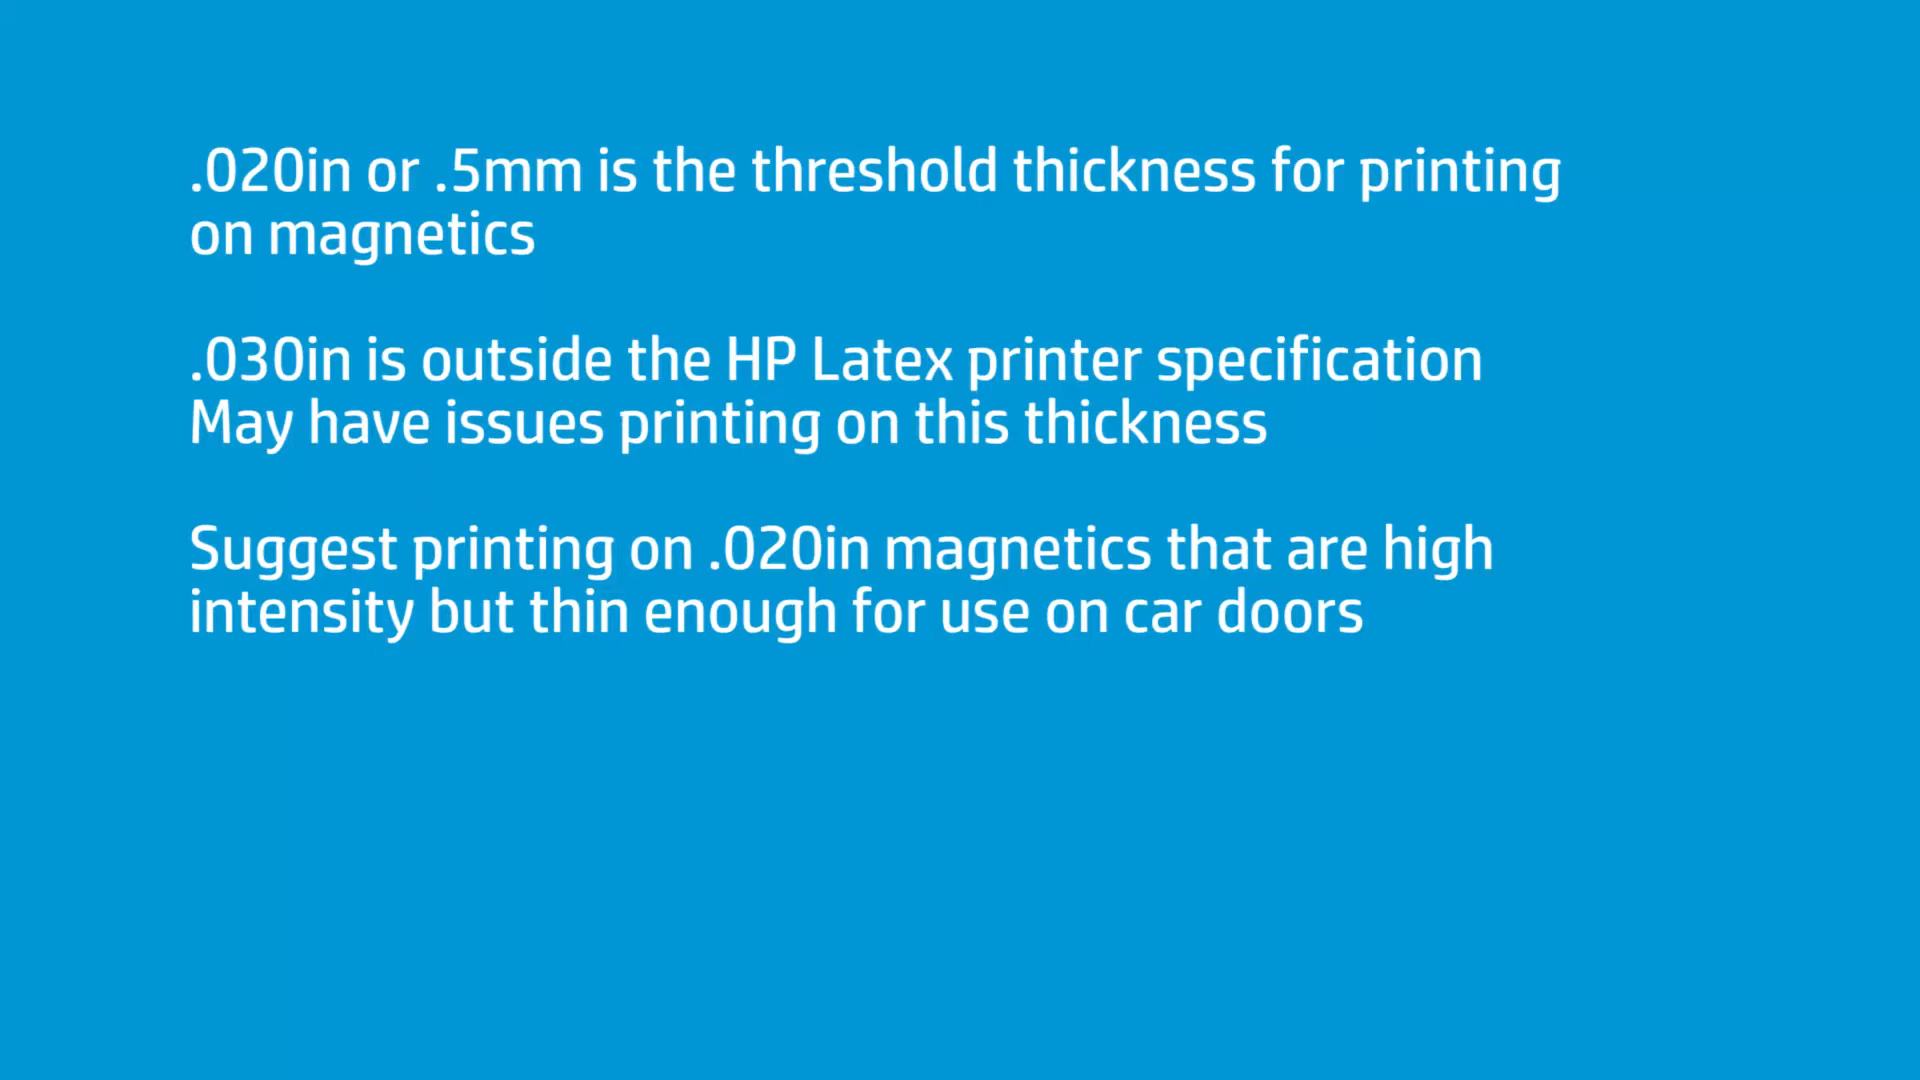 .020in or .5mm is the threshold thickness for printing
on magnetics
.030in is outside the HP Latex printer specification
May have issues printing on this thickness
Suggest printing on .020in magnetics that are high
intensity but thin enough for use on car doors